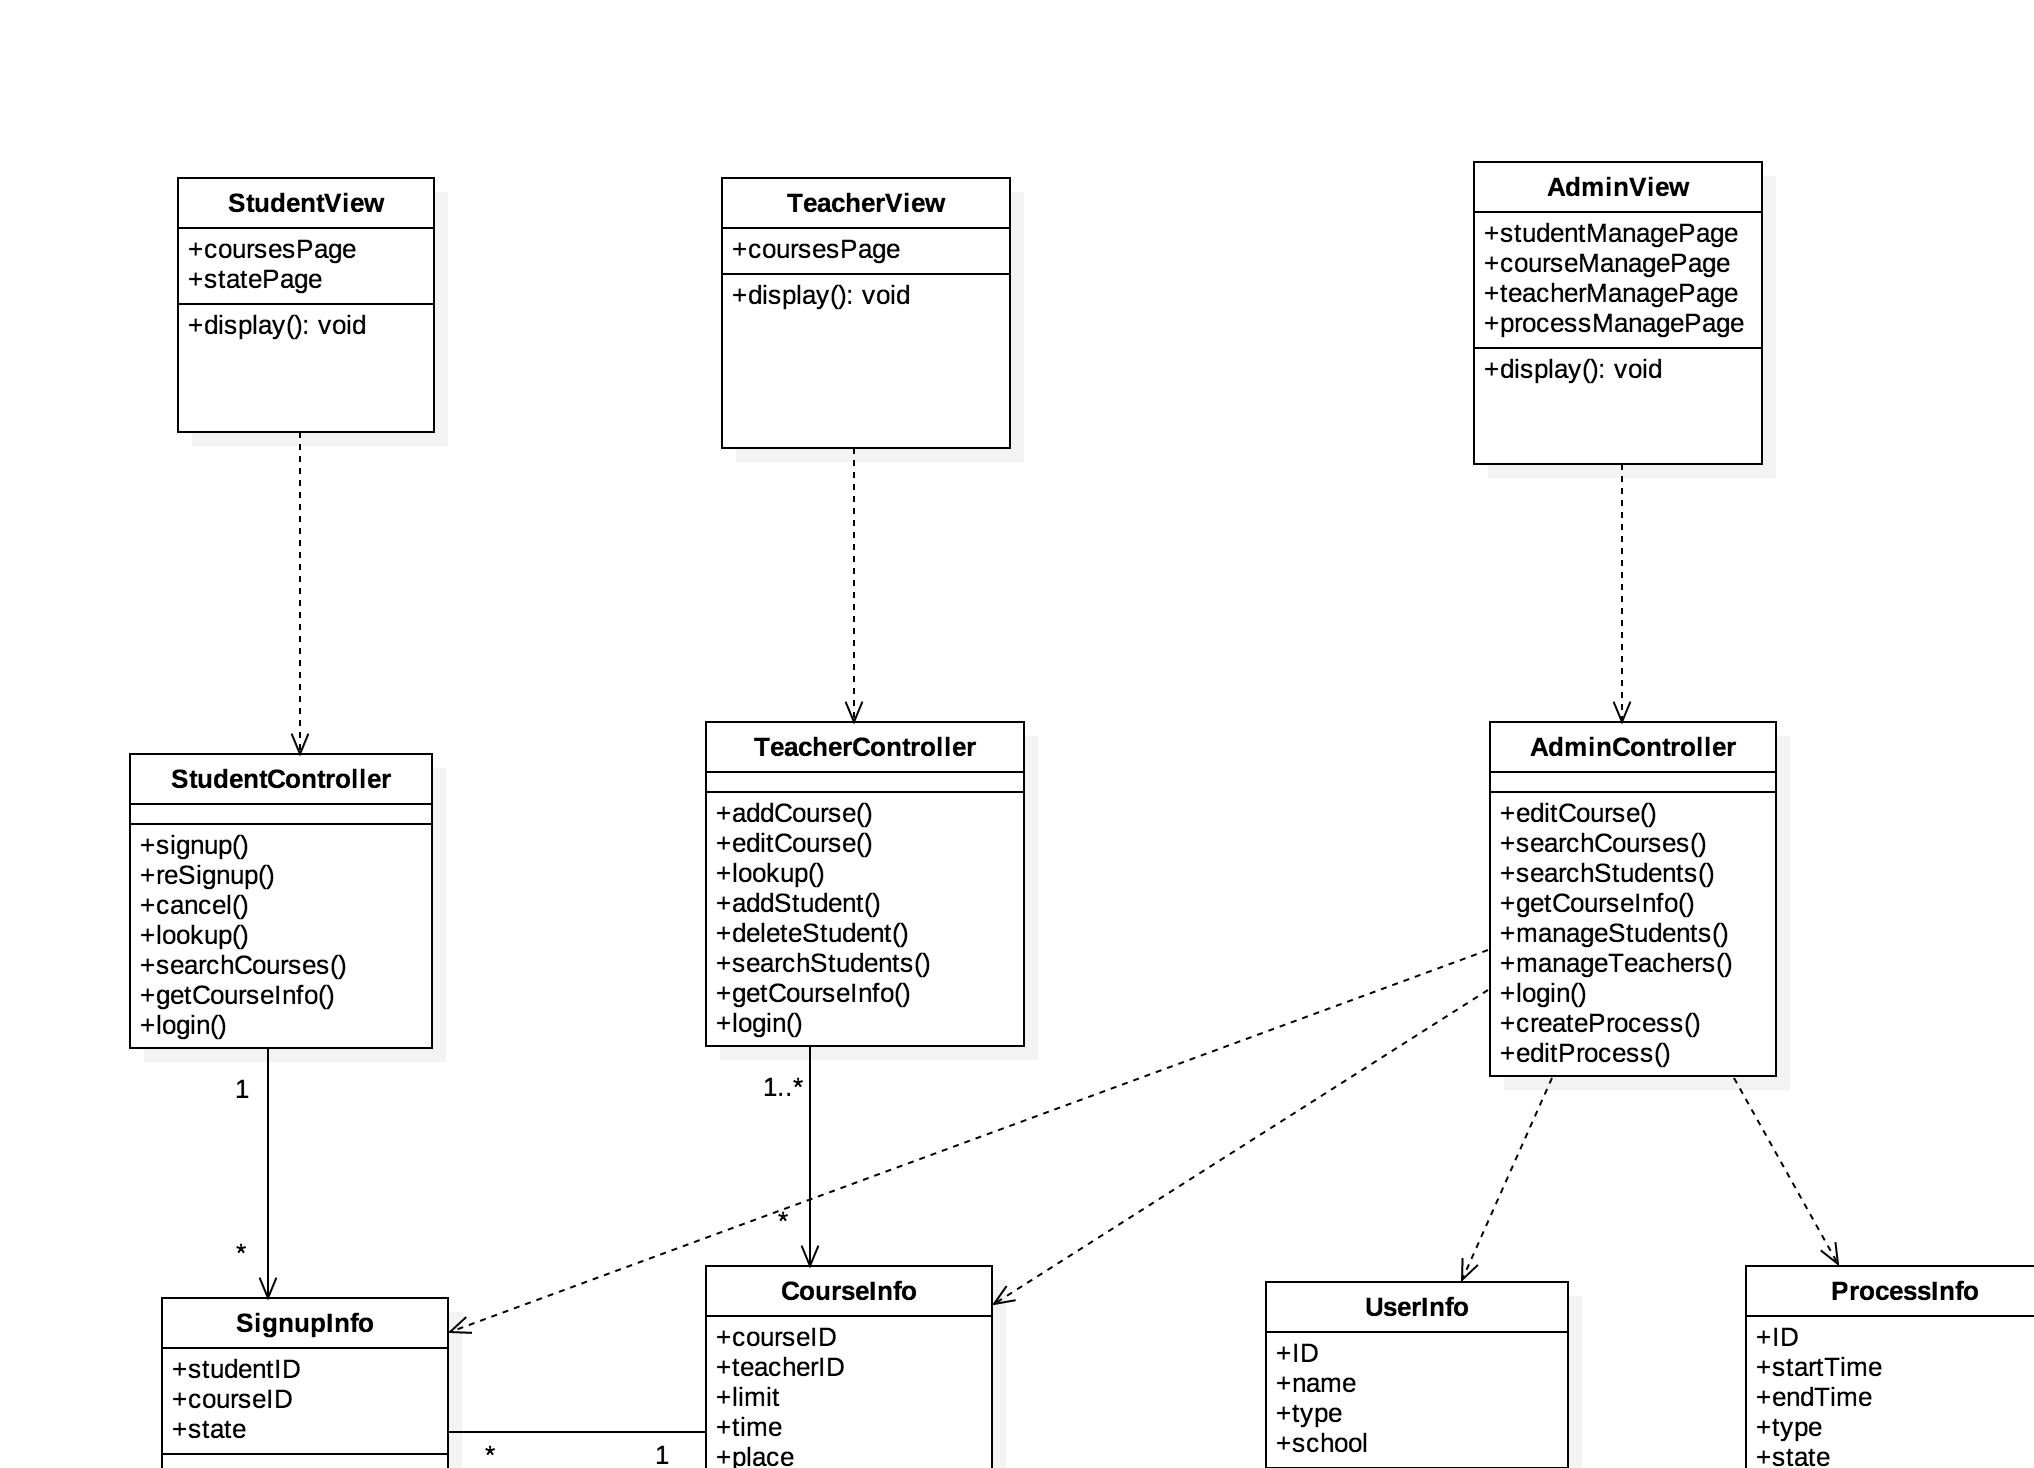 StudentView
+coursesPage
+statePage
+display(): void
TeacherView
+coursesPage
+display(): void
AdminView
+studentManagePage
+courseManagePage
+teacherManagePage
+processManagePage
+display(): void
StudentController
+signup()
+reSignup()
+cancel()
+lookup()
+searchCourses()
+getCourseInfo()
+login()
TeacherController
+addCourse()
+editCourse()
+lookup()
+addStudent()
+deleteStudent()
+searchStudents()
+getCourseInfo()
+login()
AdminController
+editCourse()
+searchCourses()
+searchStudents()
+getCourseInfo()
+manageStudents()
+manageTeachers()
+login()
+createProcess()
+editProcess()
1
*
1..*
*
SignupInfo
+studentID
+courseID
+state
*
1
CourseInfo
+courseID
+teacherID
+limit
+time
+place
UserInfo
+ID
+name
+type
+school
ProcessInfo
+ID
+startTime
+endTime
+type
+state